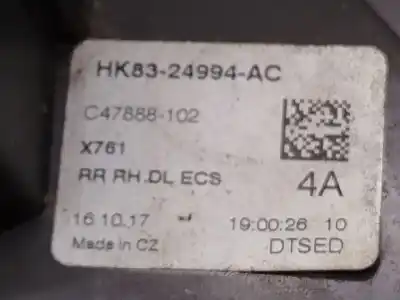 HK83-24994-AC
C47888-102
X761
RR RH.DL ECS
4A
16.10.17 19:00:26 10
Made in CZ DTSED